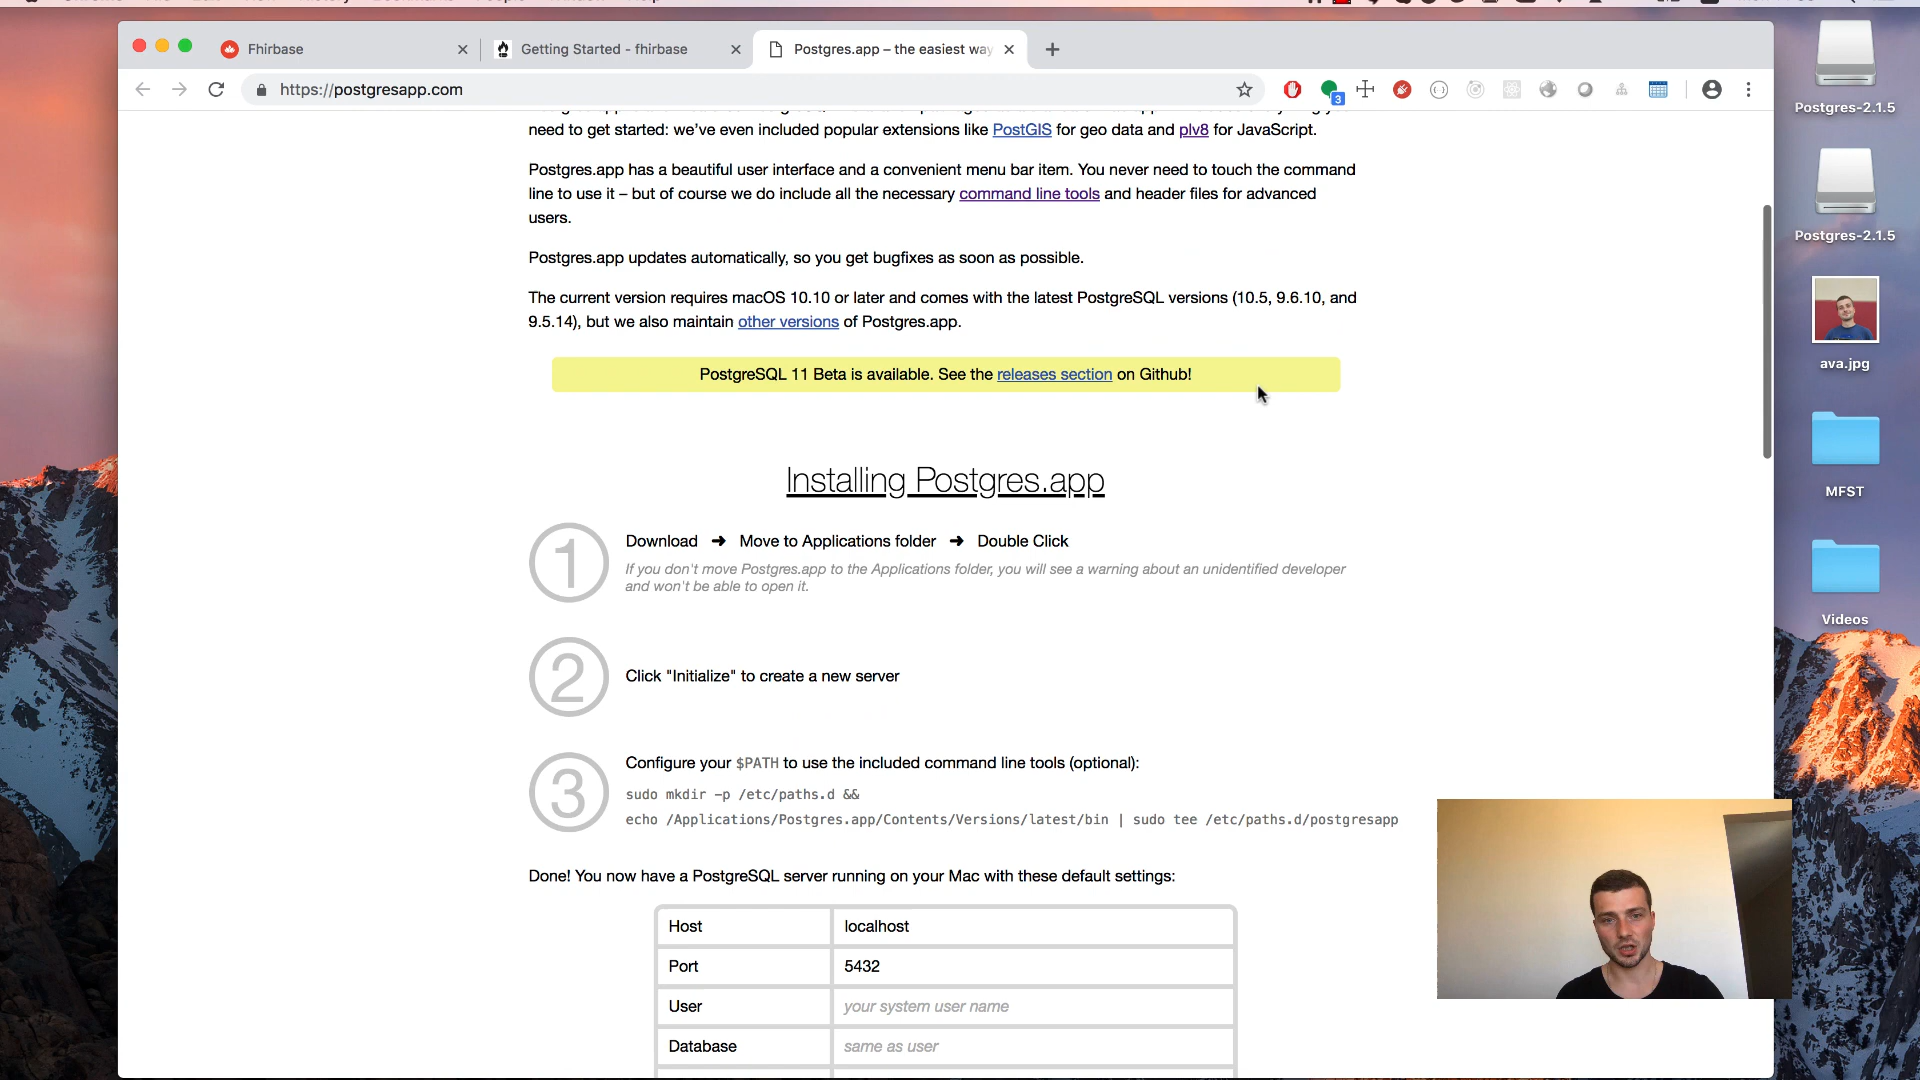 Fhirbase
Getting Started - fhirbase
Postgres.app – the easiest way
https://postgresapp.com
3
need to get started: we've even included popular extensions like PostGIS for geo data and plv8 for JavaScript.
Postgres.app has a beautiful user interface and a convenient menu bar item. You never need to touch the command
line to use it – but of course we do include all the necessary command line tools and header files for advanced
users.
Postgres.app updates automatically, so you get bugfixes as soon as possible.
The current version requires macOS 10.10 or later and comes with the latest PostgreSQL versions (10.5, 9.6.10, and
9.5.14), but we also maintain other versions of Postgres.app.
PostgreSQL 11 Beta is available. See the releases section on Github!
Installing Postgres.app
1
Download ➜ Move to Applications folder ➜ Double Click
If you don't move Postgres.app to the Applications folder, you will see a warning about an unidentified developer
and won't be able to open it.
2
Click "Initialize" to create a new server
3
Configure your $PATH to use the included command line tools (optional):
sudo mkdir -p /etc/paths.d &&
echo /Applications/Postgres.app/Contents/Versions/latest/bin | sudo tee /etc/paths.d/postgresapp
Done! You now have a PostgreSQL server running on your Mac with these default settings:
Host localhost
Port 5432
User your system user name
Database same as user
Postgres-2.1.5
Postgres-2.1.5
ava.jpg
MFST
Videos